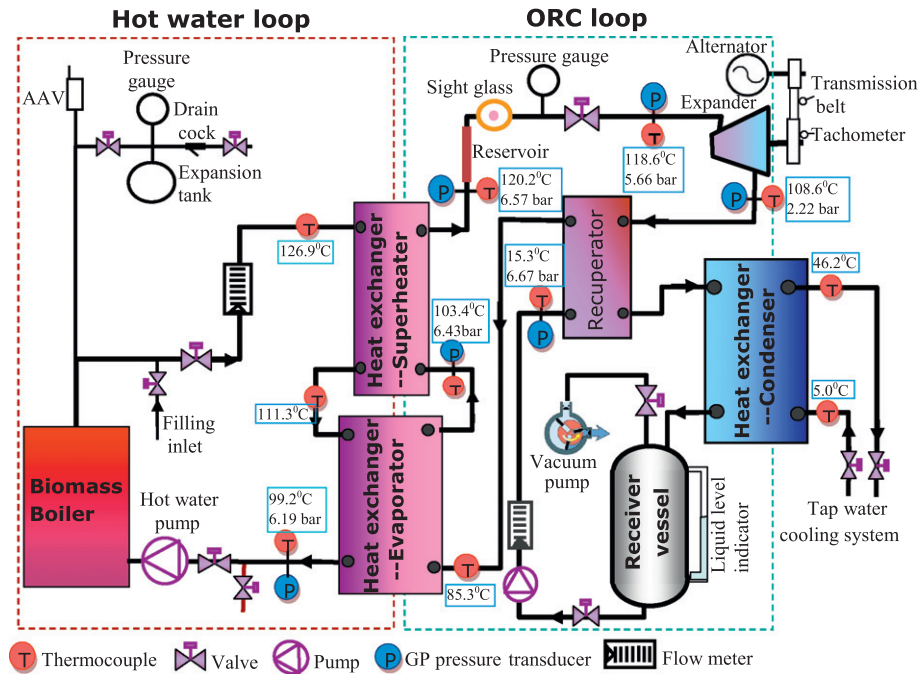 Hot water loop
ORC loop
Pressure
gauge
AAV
Drain
cock
Expansion
tank
Pressure gauge
Sight glass
Reservoir
Alternator
Expander
Transmission
belt
Tachometer
P
T
118.6⁰C
5.66 bar
P
T
120.2⁰C
6.57 bar
P
T
108.6⁰C
2.22 bar
T
126.9⁰C
Heat exchanger
--Superheater
Recuperator
15.3⁰C
6.67 bar
T
P
103.4⁰C
6.43bar
P
T
46.2⁰C
T
Heat exchanger
--Condenser
5.0⁰C
T
T
111.3⁰C
Filling
inlet
Vacuum
pump
Receiver
vessel
Liquid level
indicator
Tap water
cooling system
Biomass
Boiler
Hot water
pump
99.2⁰C
6.19 bar
T
P
Heat exchanger
--Evaporator
T
85.3⁰C
T Thermocouple
Valve
Pump
P GP pressure transducer
Flow meter